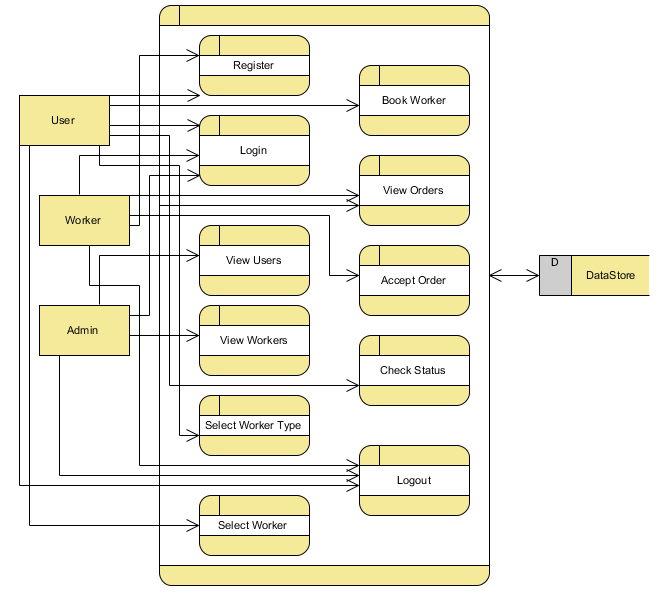 Register
Book Worker
User
Login
View Orders
Worker
View Users
Accept Order
D
DataStore
Admin
View Workers
Check Status
Select Worker Type
Logout
Select Worker